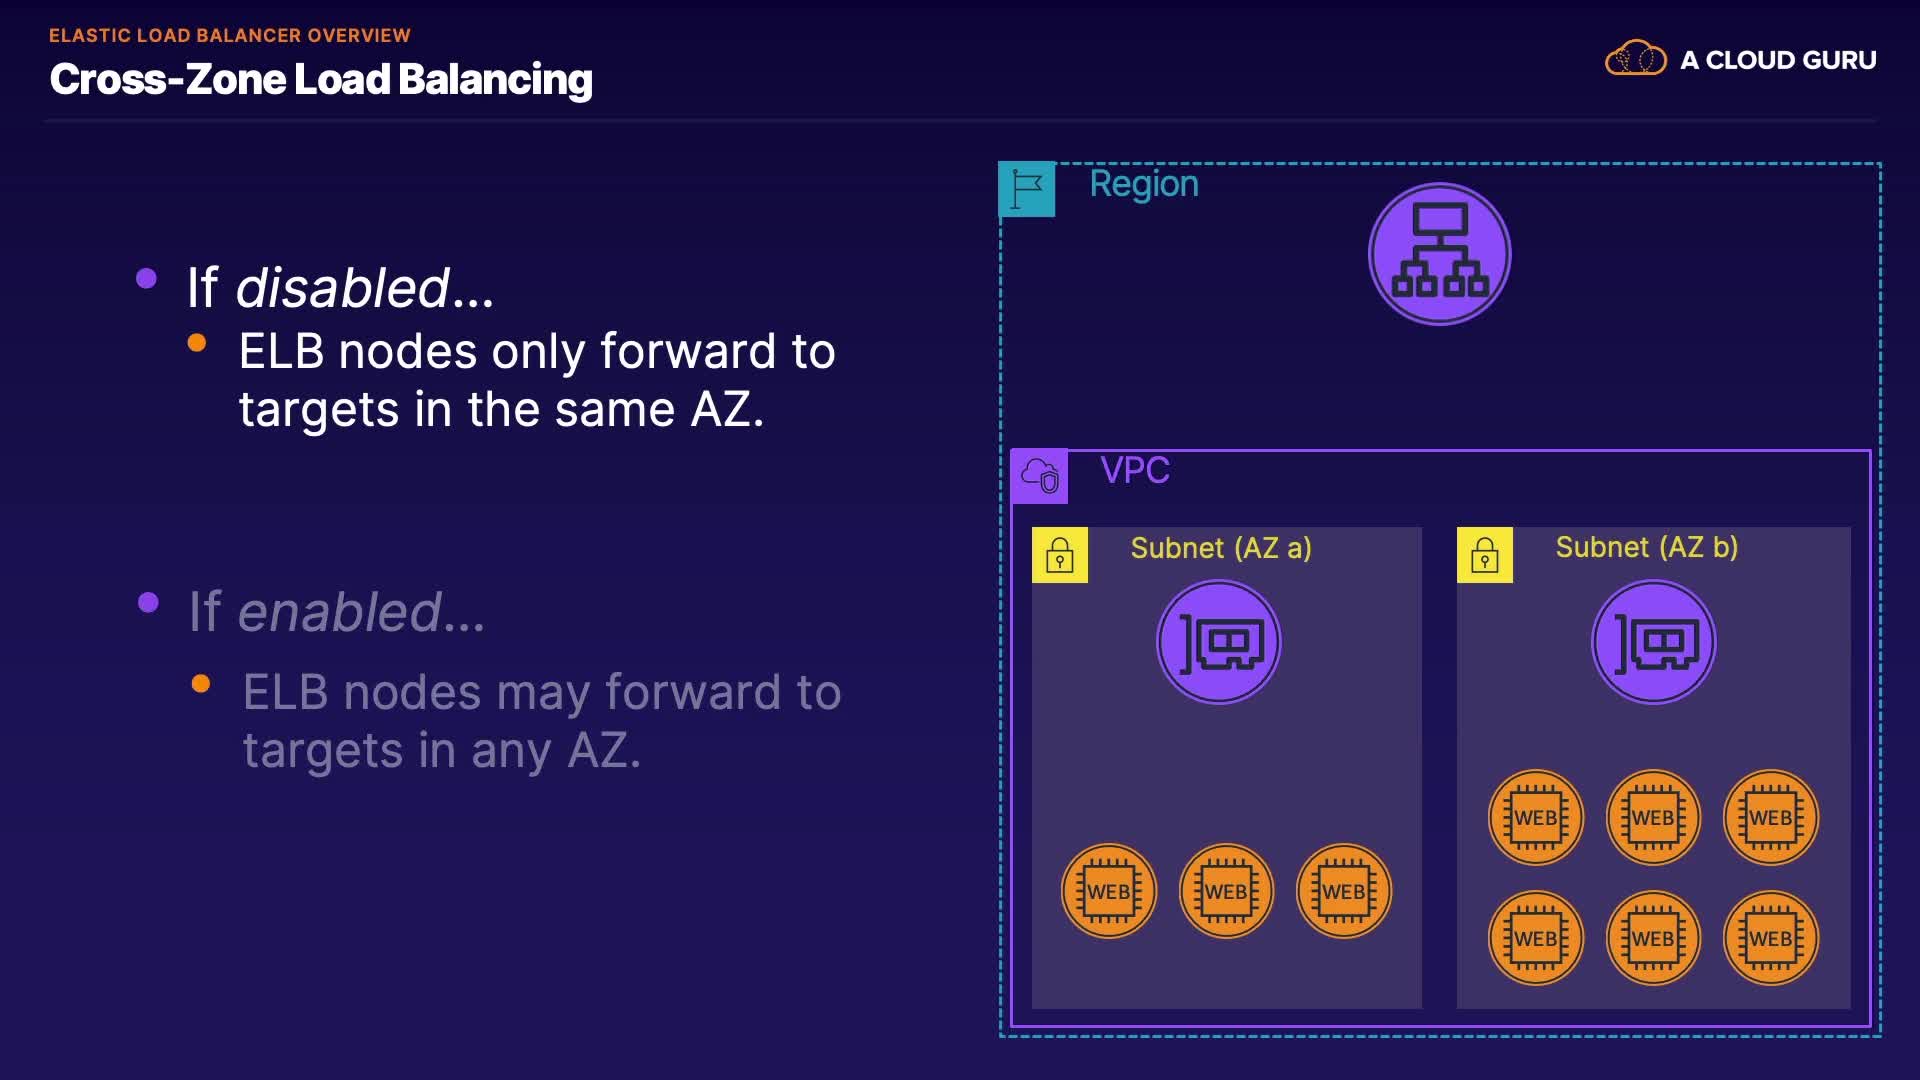 ELASTIC LOAD BALANCER OVERVIEW
Cross-Zone Load Balancing
A CLOUD GURU
If disabled...
ELB nodes only forward to
targets in the same AZ.
If enabled...
ELB nodes may forward to
targets in any AZ.
Region
VPC
Subnet (AZ a)
Subnet (AZ b)
WEB WEB WEB
WEB WEB WEB
WEB WEB WEB